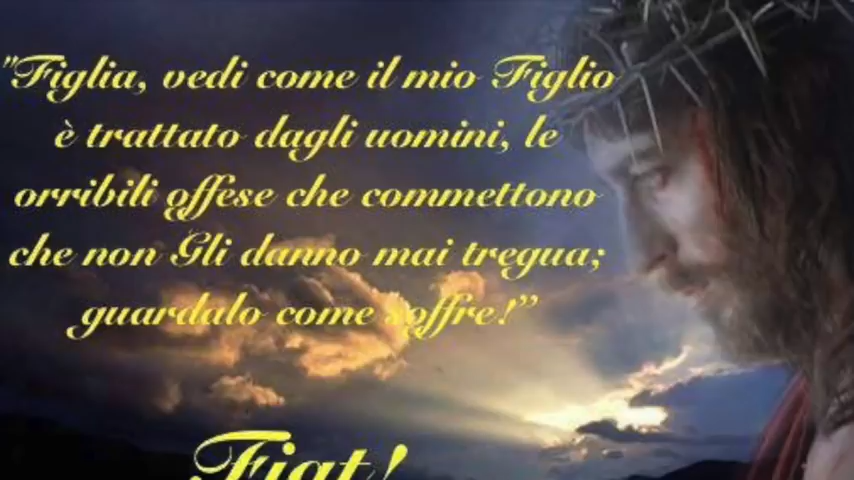 "Figlia, vedi come il mio Figlio
è trattato dagli uomini, le
orribili offese che commettono
che non Gli danno mai tregua;
guardalo come soffre!”
Fiat!